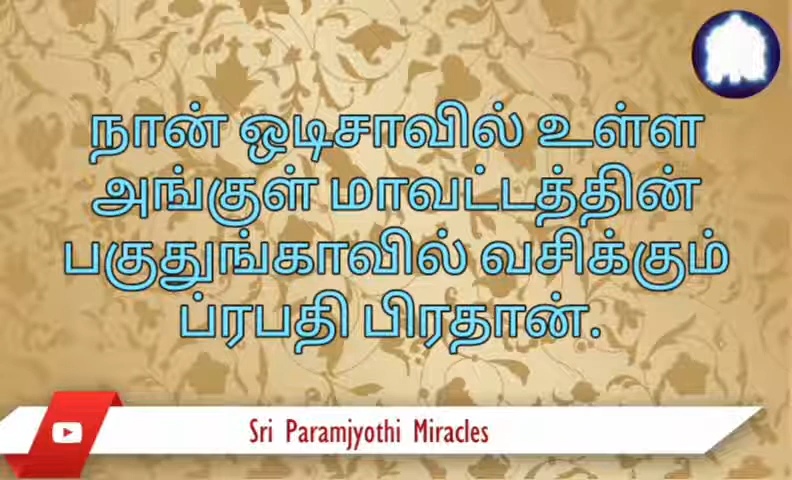 நான் ஒடிசாவில் உள்ள
அங்குள் மாவட்டத்தின்
பகுதுங்காவில் வசிக்கும்
ப்ரபதி பிரதான்.
Sri Paramjyothi Miracles